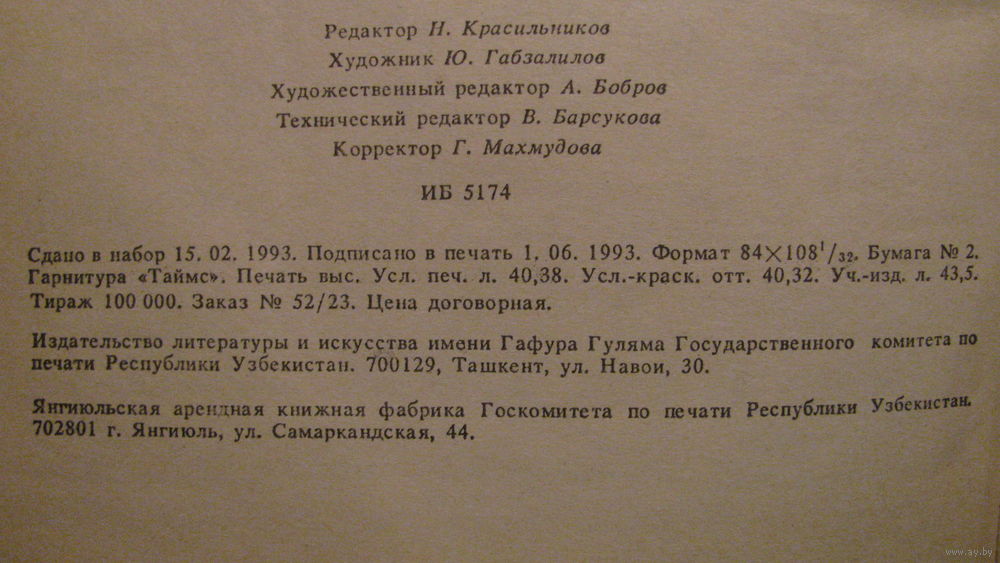 Редактор Н. Красильников
Художник Ю. Габзалилов
Художественный редактор А. Бобров
Технический редактор В. Барсукова
Корректор Г. Махмудова
ИБ 5174
Сдано в набор 15. 02. 1993. Подписано в печать 1. 06. 1993. Формат 84×108¹/₃₂. Бумага № 2.
Гарнитура «Таймс». Печать выс. Усл. печ. л. 40,38. Усл.-краск. отт. 40,32. Уч.-изд. л. 43,5.
Тираж 100 000. Заказ № 52/23. Цена договорная.
Издательство литературы и искусства имени Гафура Гуляма Государственного комитета по
печати Республики Узбекистан. 700129, Ташкент, ул. Навои, 30.
Янгиюльская арендная книжная фабрика Госкомитета по печати Республики Узбекистан.
702801 г. Янгиюль, ул. Самаркандская, 44.
www.ay.by